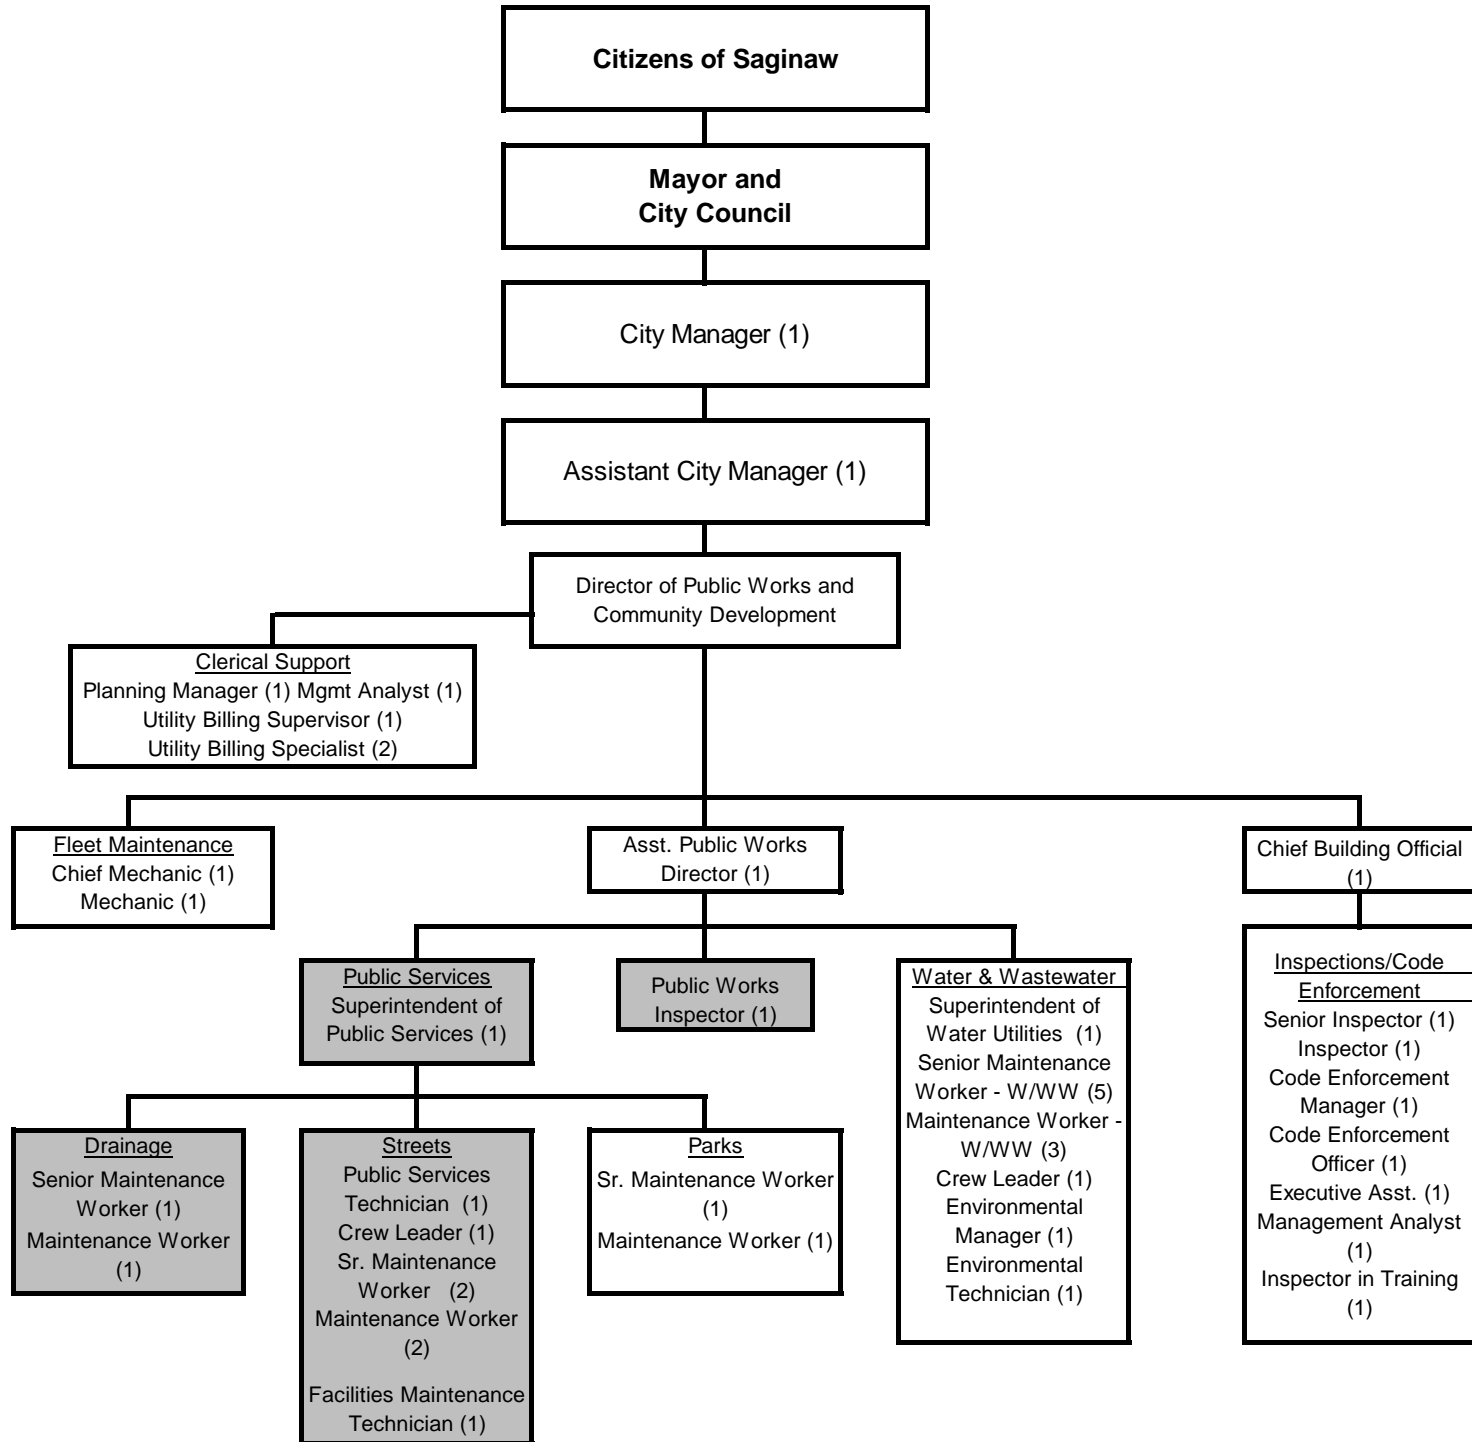 Citizens of Saginaw
Mayor and
City Council
City Manager (1)
Assistant City Manager (1)
Director of Public Works and
Community Development
Clerical Support
Planning Manager (1) Mgmt Analyst (1)
Utility Billing Supervisor (1)
Utility Billing Specialist (2)
Fleet Maintenance
Chief Mechanic (1)
Mechanic (1)
Asst. Public Works
Director (1)
Chief Building Official
(1)
Public Services
Superintendent of
Public Services (1)
Public Works
Inspector (1)
Water & Wastewater
Superintendent of
Water Utilities (1)
Senior Maintenance
Worker - W/WW (5)
Maintenance Worker -
W/WW (3)
Crew Leader (1)
Environmental
Manager (1)
Environmental
Technician (1)
Inspections/Code
Enforcement
Senior Inspector (1)
Inspector (1)
Code Enforcement
Manager (1)
Code Enforcement
Officer (1)
Executive Asst. (1)
Management Analyst
(1)
Inspector in Training
(1)
Drainage
Senior Maintenance
Worker (1)
Maintenance Worker
(1)
Streets
Public Services
Technician (1)
Crew Leader (1)
Sr. Maintenance
Worker (2)
Maintenance Worker
(2)
Facilities Maintenance
Technician (1)
Parks
Sr. Maintenance Worker
(1)
Maintenance Worker (1)